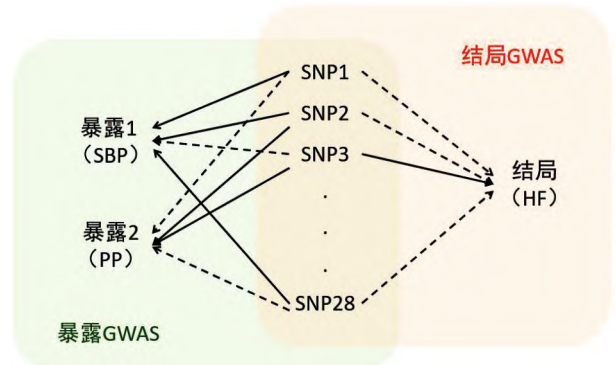 SNP1
结局GWAS
SNP2
暴露1
（SBP）
SNP3
结局
（HF）
.
.
.
暴露2
（PP）
SNP28
暴露GWAS